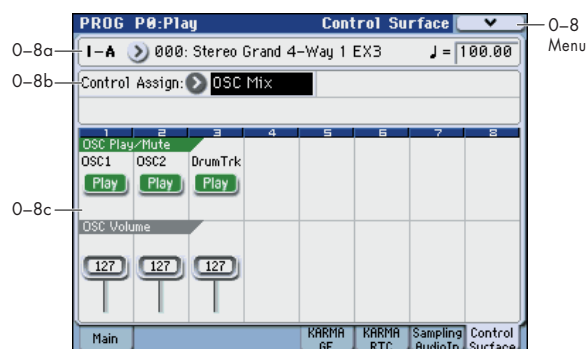 PROG P0:Play Control Surface
0-8
Menu
0-8a
I-A 000: Stereo Grand 4-Way 1 EX3 ♩= 100.00
0-8b
Control Assign: OSC Mix
1 2 3 4 5 6 7 8
OSC Play/Mute
OSC1 OSC2 DrumTrk
Play Play Play
0-8c
OSC Volume
127 127 127
Main KARMA GE KARMA RTC Sampling AudioIn Control Surface